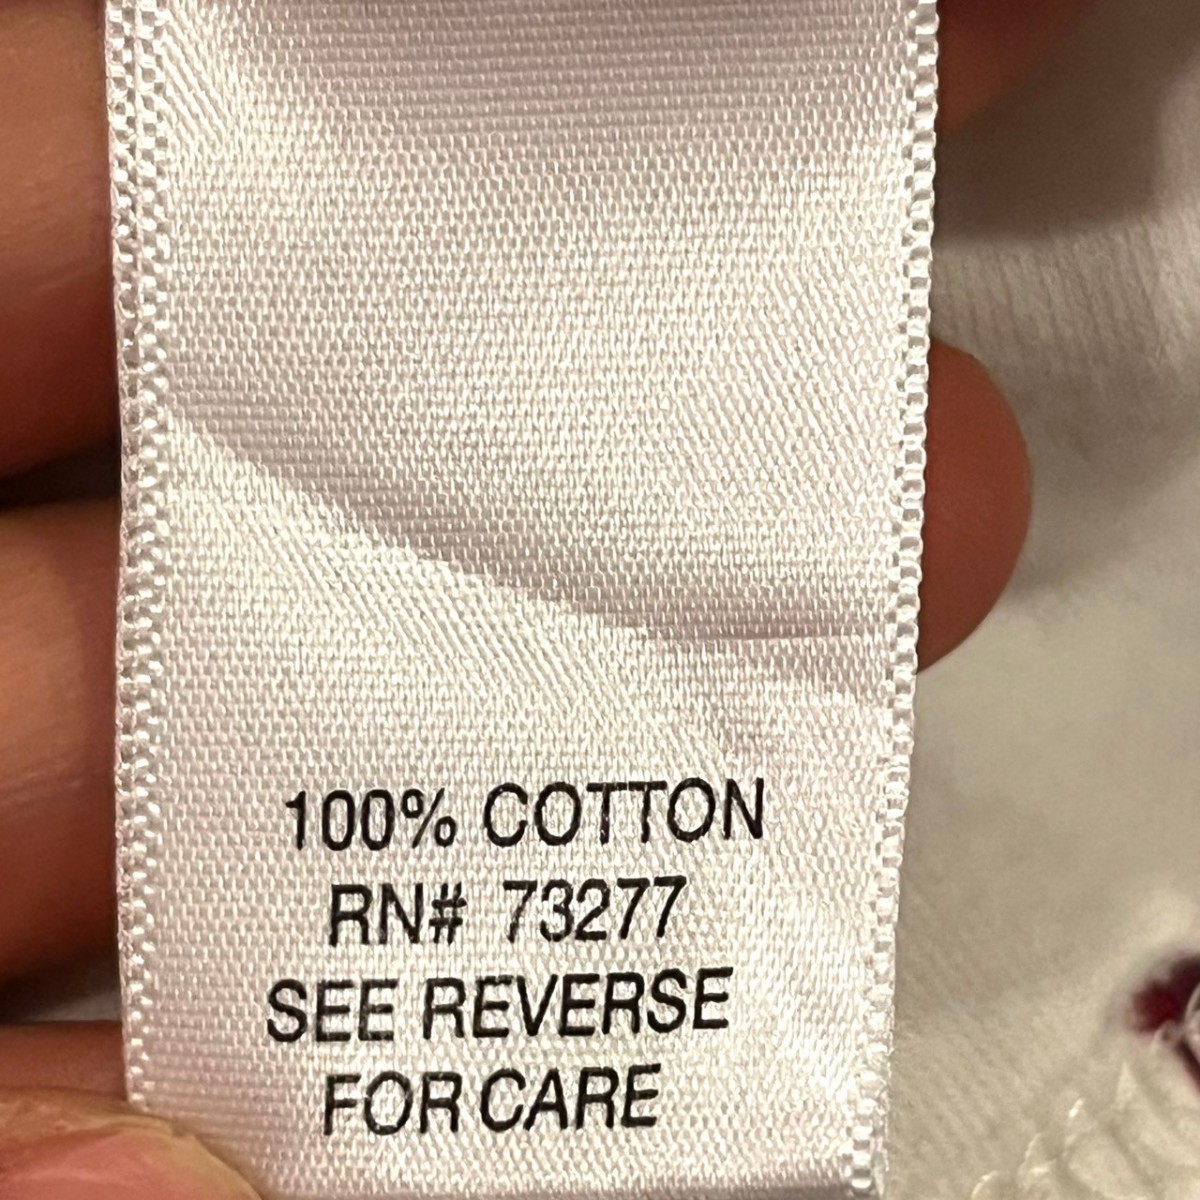 100% COTTON
RN# 73277
SEE REVERSE
FOR CARE